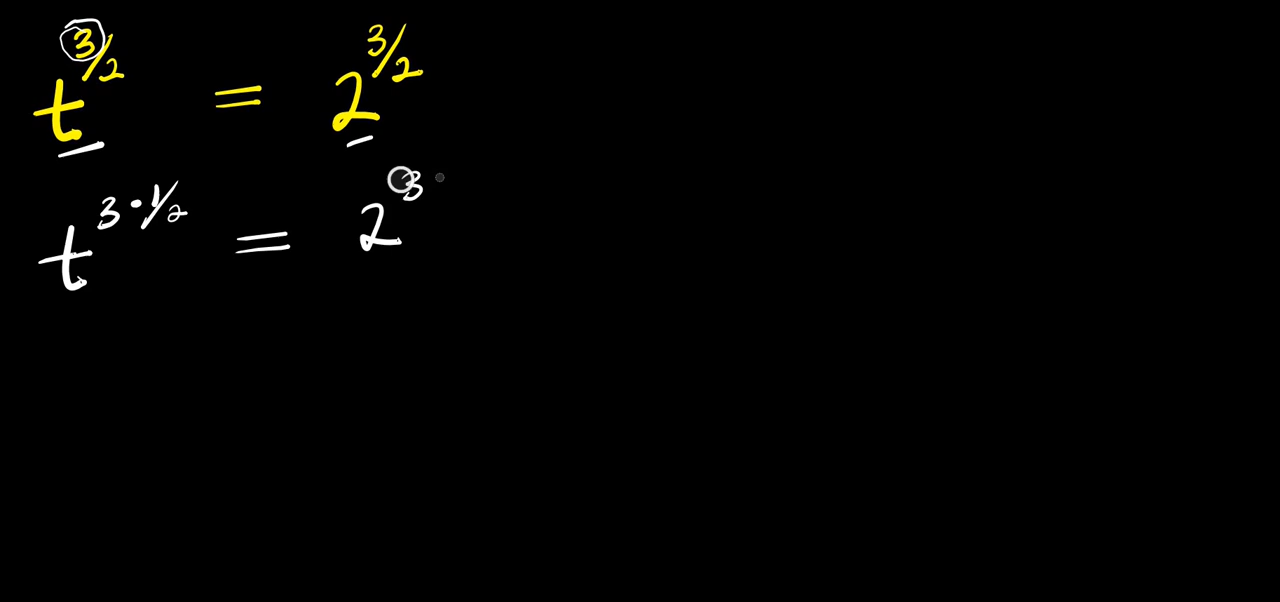 t^3/2 = 2^3/2
t^3·1/2 = 2^3